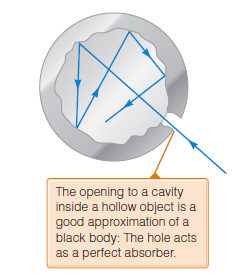 The opening to a cavity
inside a hollow object is a
good approximation of a
black body: The hole acts
as a perfect absorber.